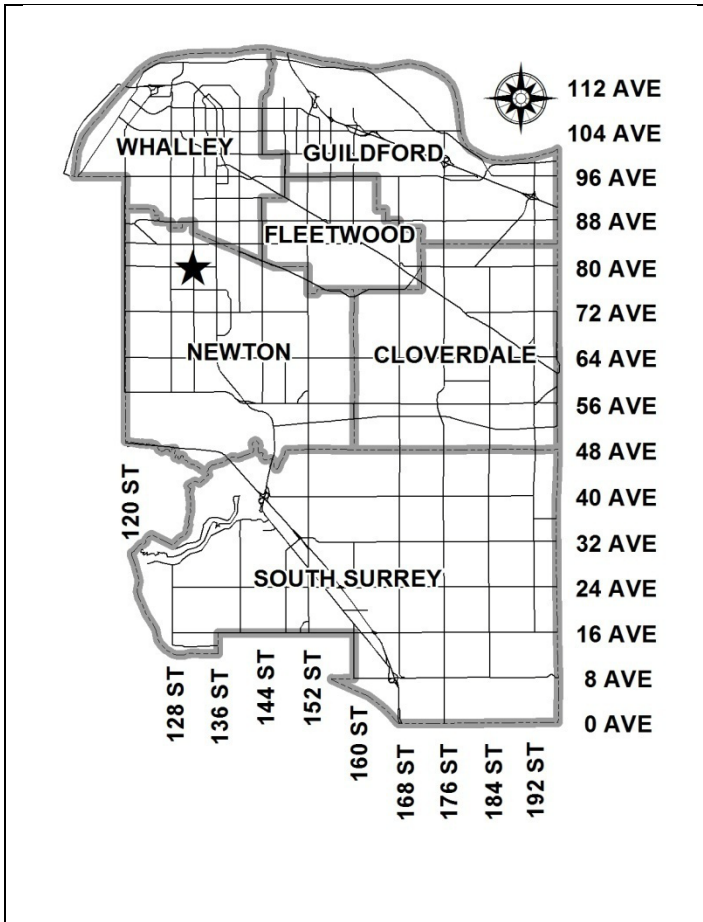 112 AVE
104 AVE
WHALLEY
GUILDFORD
96 AVE
88 AVE
FLEETWOOD
80 AVE
72 AVE
NEWTON
CLOVERDALE
64 AVE
56 AVE
48 AVE
120 ST
40 AVE
32 AVE
SOUTH SURREY
24 AVE
16 AVE
128 ST
136 ST
144 ST
152 ST
160 ST
8 AVE
0 AVE
168 ST
176 ST
184 ST
192 ST